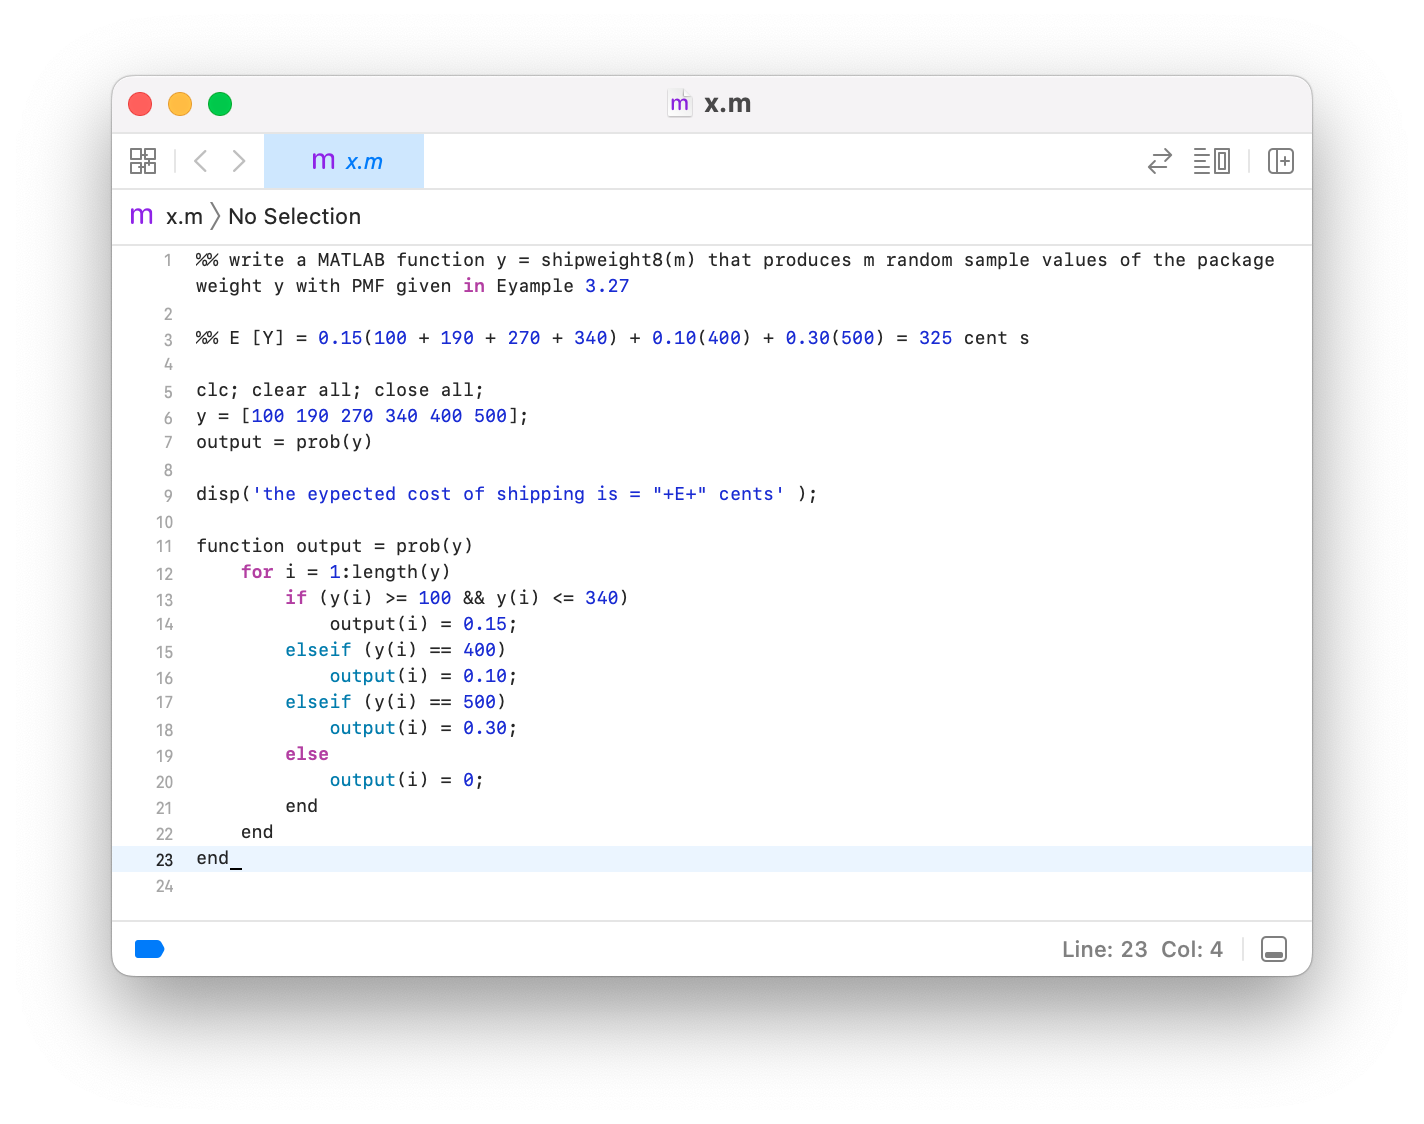 m x.m
m x.m
m x.m 〉 No Selection
1 %% write a MATLAB function y = shipweight8(m) that produces m random sample values of the package
weight y with PMF given in Eyample 3.27
2
3 %% E [Y] = 0.15(100 + 190 + 270 + 340) + 0.10(400) + 0.30(500) = 325 cent s
4
5 clc; clear all; close all;
6 y = [100 190 270 340 400 500];
7 output = prob(y)
8
9 disp('the eypected cost of shipping is = "+E+" cents' );
10
11 function output = prob(y)
12     for i = 1:length(y)
13         if (y(i) >= 100 && y(i) <= 340)
14             output(i) = 0.15;
15         elseif (y(i) == 400)
16             output(i) = 0.10;
17         elseif (y(i) == 500)
18             output(i) = 0.30;
19         else
20             output(i) = 0;
21         end
22     end
23 end_
24
Line: 23 Col: 4